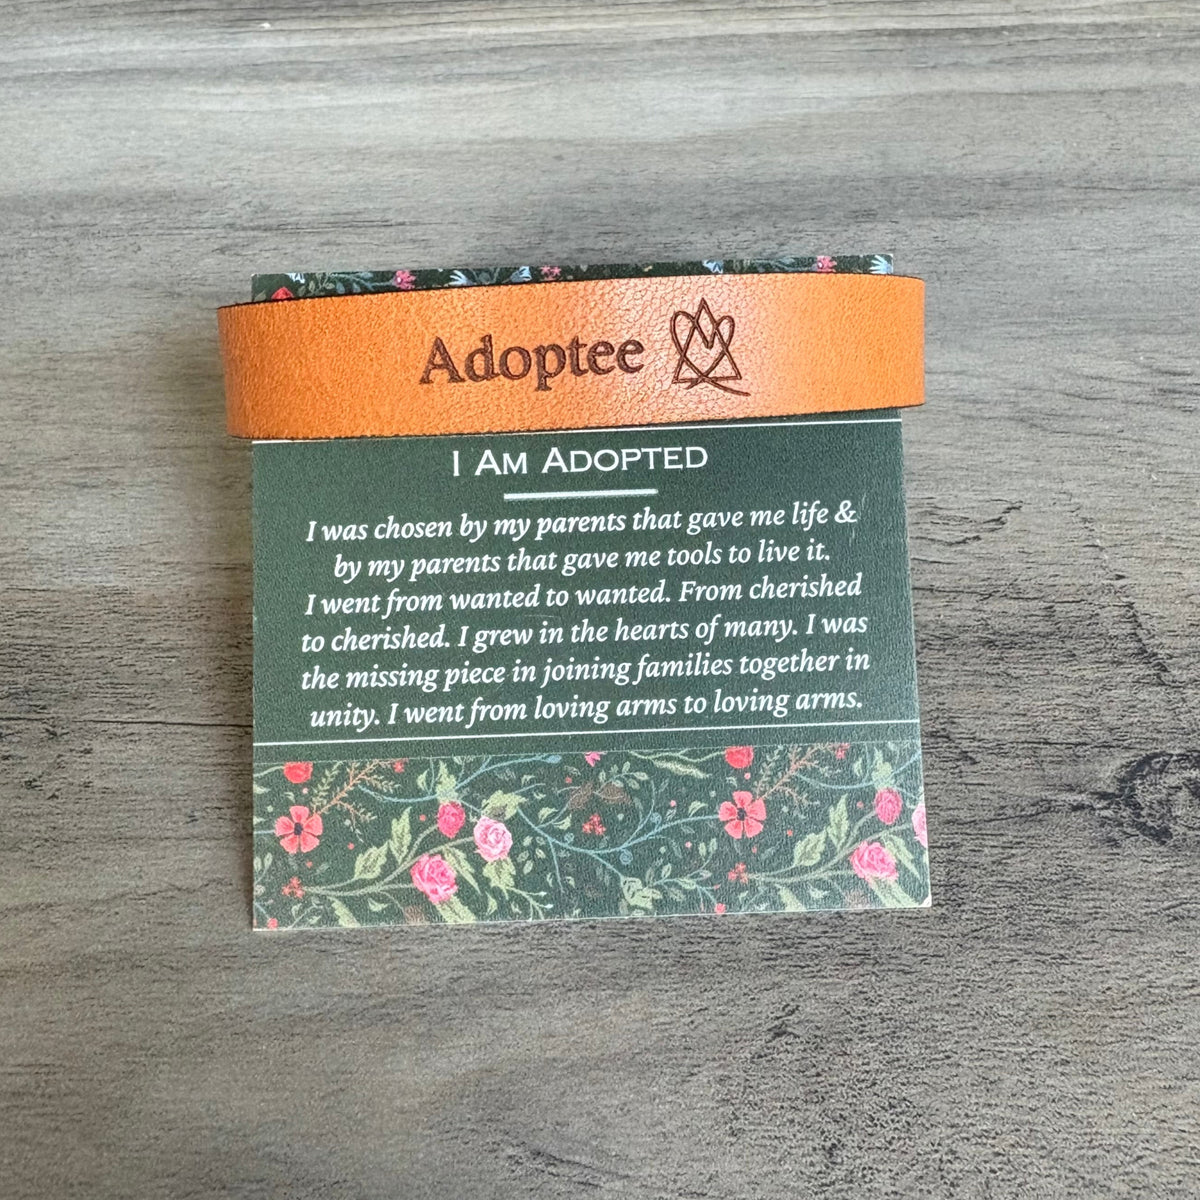 Adoptee
I AM ADOPTED
I was chosen by my parents that gave me life &
by my parents that gave me tools to live it.
I went from wanted to wanted. From cherished
to cherished. I grew in the hearts of many. I was
the missing piece in joining families together in
unity. I went from loving arms to loving arms.